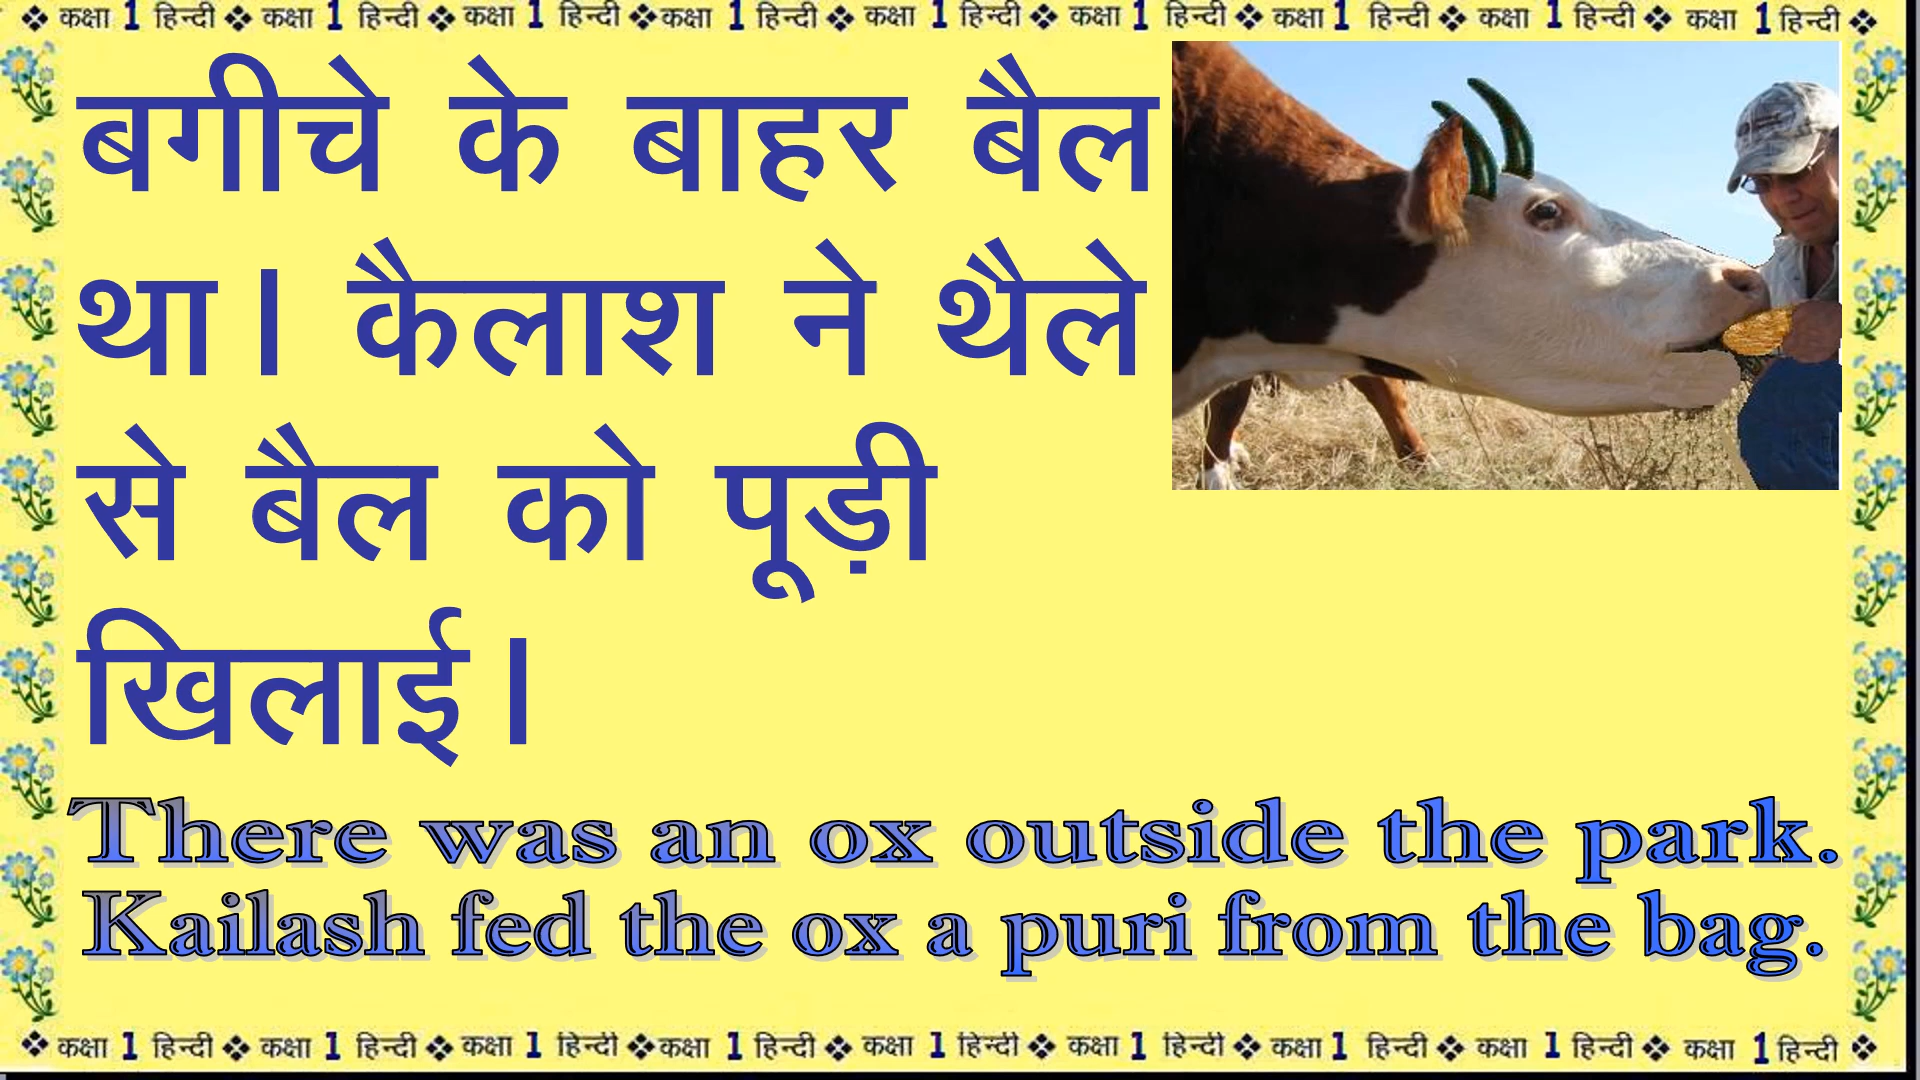 ❖ कक्षा 1 हिन्दी ❖ कक्षा 1 हिन्दी ❖ कक्षा 1 हिन्दी ❖ कक्षा 1 हिन्दी ❖ कक्षा 1 हिन्दी ❖ कक्षा 1 हिन्दी ❖ कक्षा 1 हिन्दी ❖ कक्षा 1 हिन्दी ❖ कक्षा 1 हिन्दी ❖
बगीचे के बाहर बैल
था। कैलाश ने थैले
से बैल को पूड़ी
खिलाई।
There was an ox outside the park.
Kailash fed the ox a puri from the bag.
❖ कक्षा 1 हिन्दी ❖ कक्षा 1 हिन्दी ❖ कक्षा 1 हिन्दी ❖ कक्षा 1 हिन्दी ❖ कक्षा 1 हिन्दी ❖ कक्षा 1 हिन्दी ❖ कक्षा 1 हिन्दी ❖ कक्षा 1 हिन्दी ❖ कक्षा 1 हिन्दी ❖